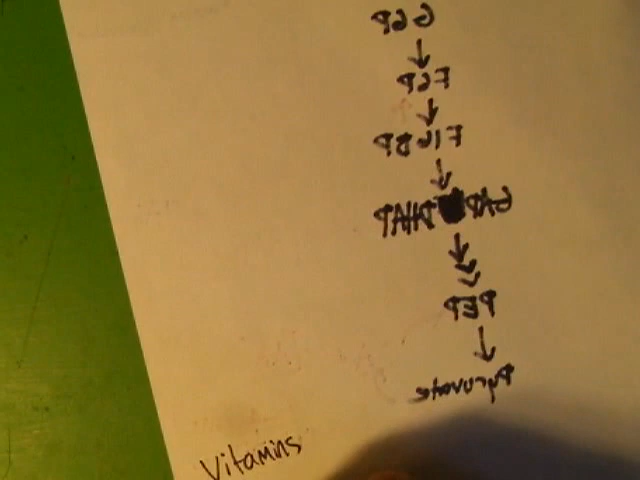 G6P
↓
F6P
↓
F16BP
↓
GAP DHAP
↓
↓
↓
PEP
↓
Pyruvate
Vitamins